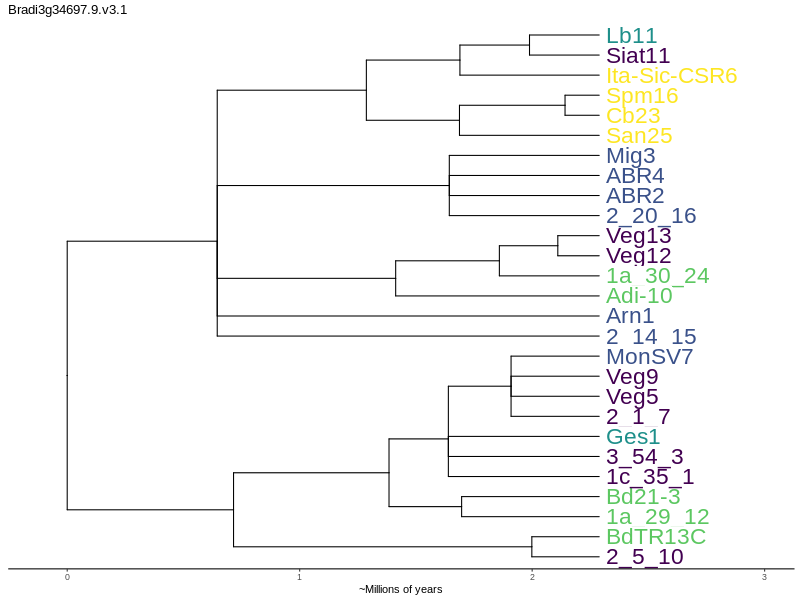 Bradi3g34697.9.v3.1
Lb11
Siat11
Ita-Sic-CSR6
Spm16
Cb23
San25
Mig3
ABR4
ABR2
2_20_16
Veg13
Veg12
1a_30_24
Adi-10
Arn1
2_14_15
MonSV7
Veg9
Veg5
2_1_7
Ges1
3_54_3
1c_35_1
Bd21-3
1a_29_12
BdTR13C
2_5_10
0 1 2 3
~Millions of years